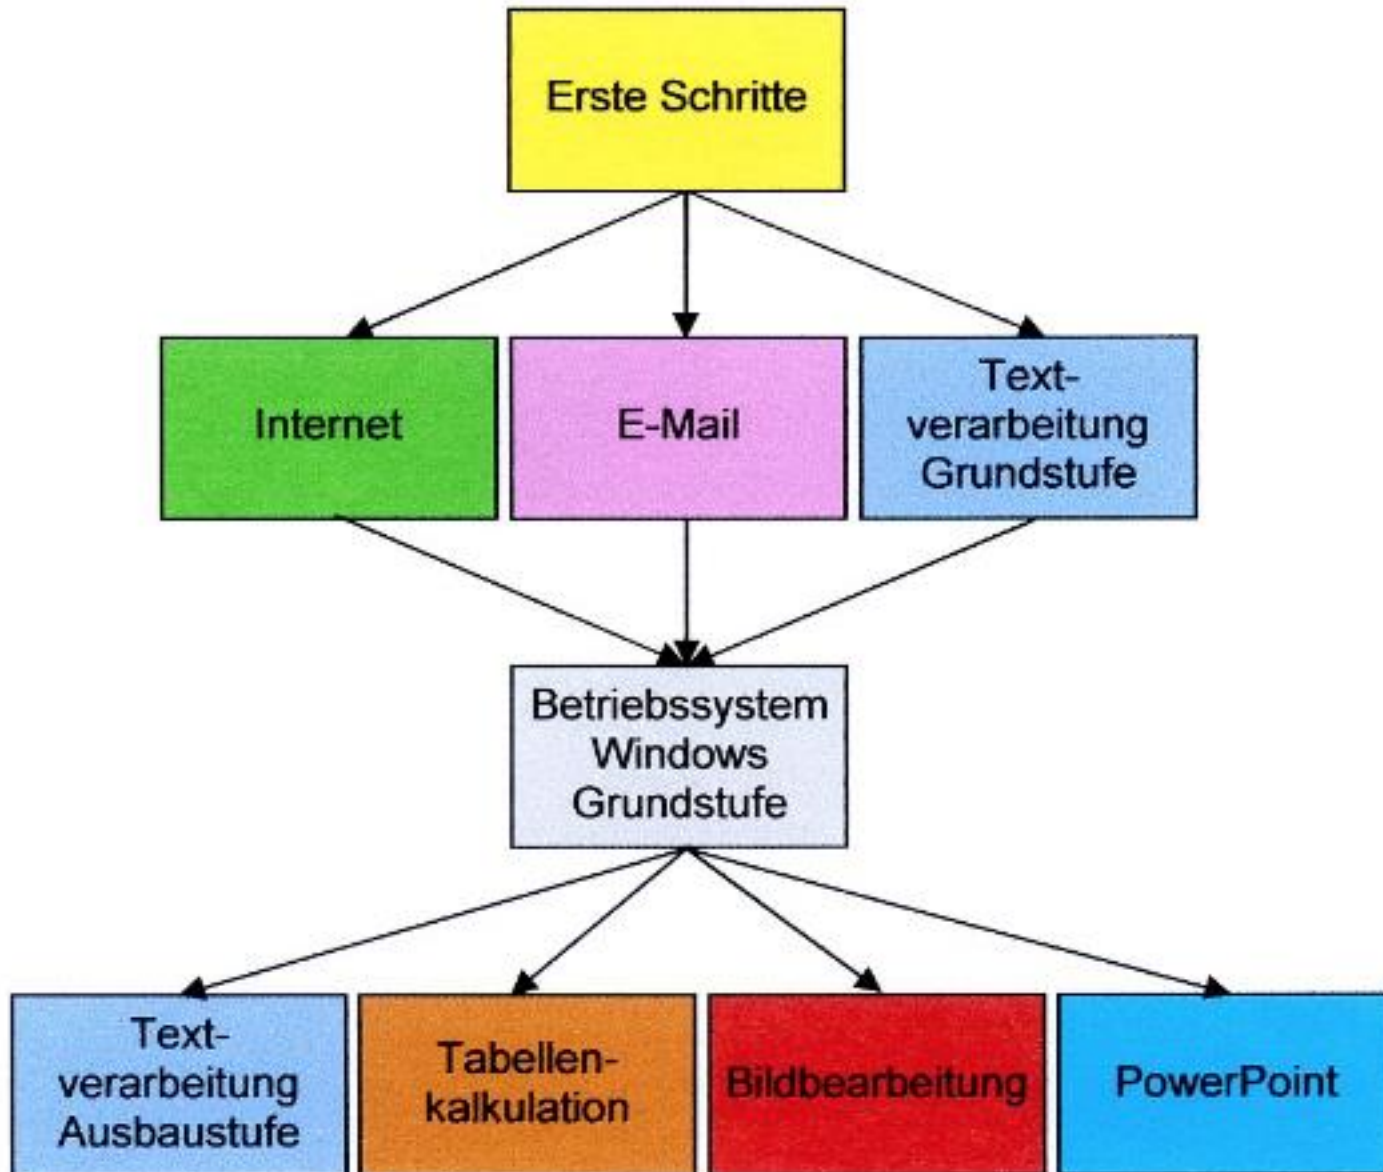 Erste Schritte
Internet
E-Mail
Text-
verarbeitung
Grundstufe
Betriebssystem
Windows
Grundstufe
Text-
verarbeitung
Ausbaustufe
Tabellen-
kalkulation
Bildbearbeitung
PowerPoint